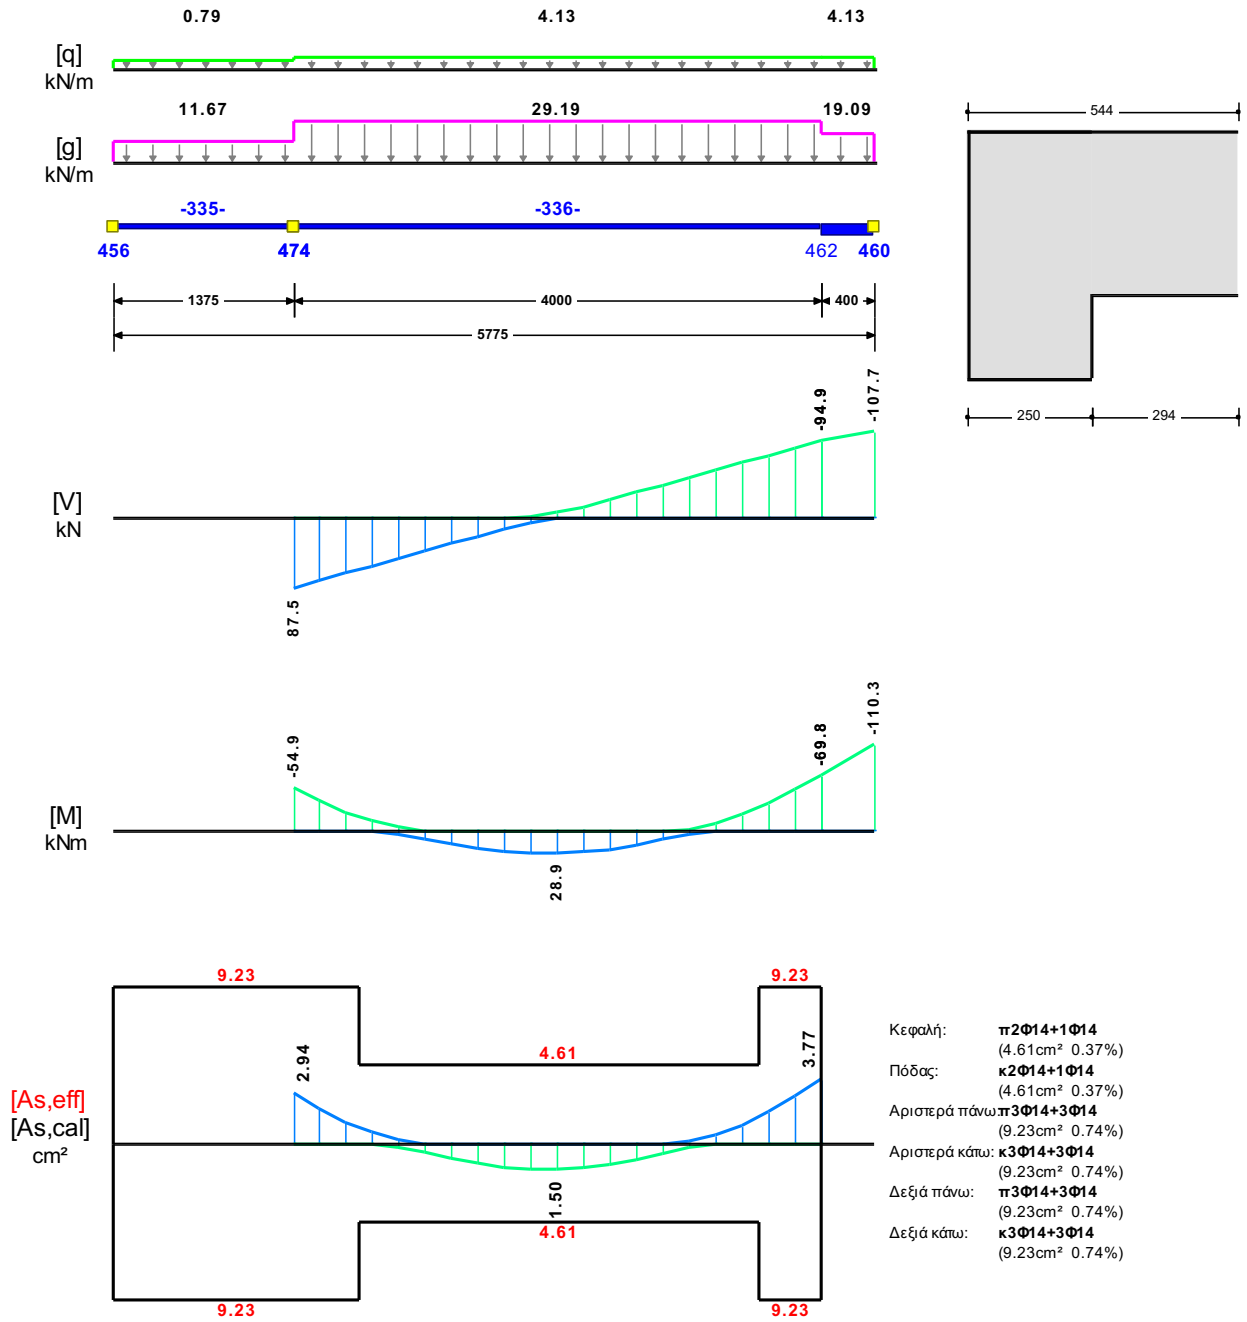 0.79 4.13 4.13
[q]
kN/m
11.67 29.19 19.09
[g]
kN/m
544
-335- -336-
456 474 462 460
1375 4000 400
5775
250 294
-94.9
-107.7
[V]
kN
87.5
-54.9
-69.8
-110.3
[M]
kNm
28.9
9.23 9.23
2.94
4.61
3.77
[As,eff]
[As,cal]
cm²
1.50
4.61
9.23 9.23
Κεφαλή: π2Φ14+1Φ14
(4.61cm² 0.37%)
Πόδας: κ2Φ14+1Φ14
(4.61cm² 0.37%)
Αριστερά πάνω: π3Φ14+3Φ14
(9.23cm² 0.74%)
Αριστερά κάτω: κ3Φ14+3Φ14
(9.23cm² 0.74%)
Δεξιά πάνω: π3Φ14+3Φ14
(9.23cm² 0.74%)
Δεξιά κάτω: κ3Φ14+3Φ14
(9.23cm² 0.74%)